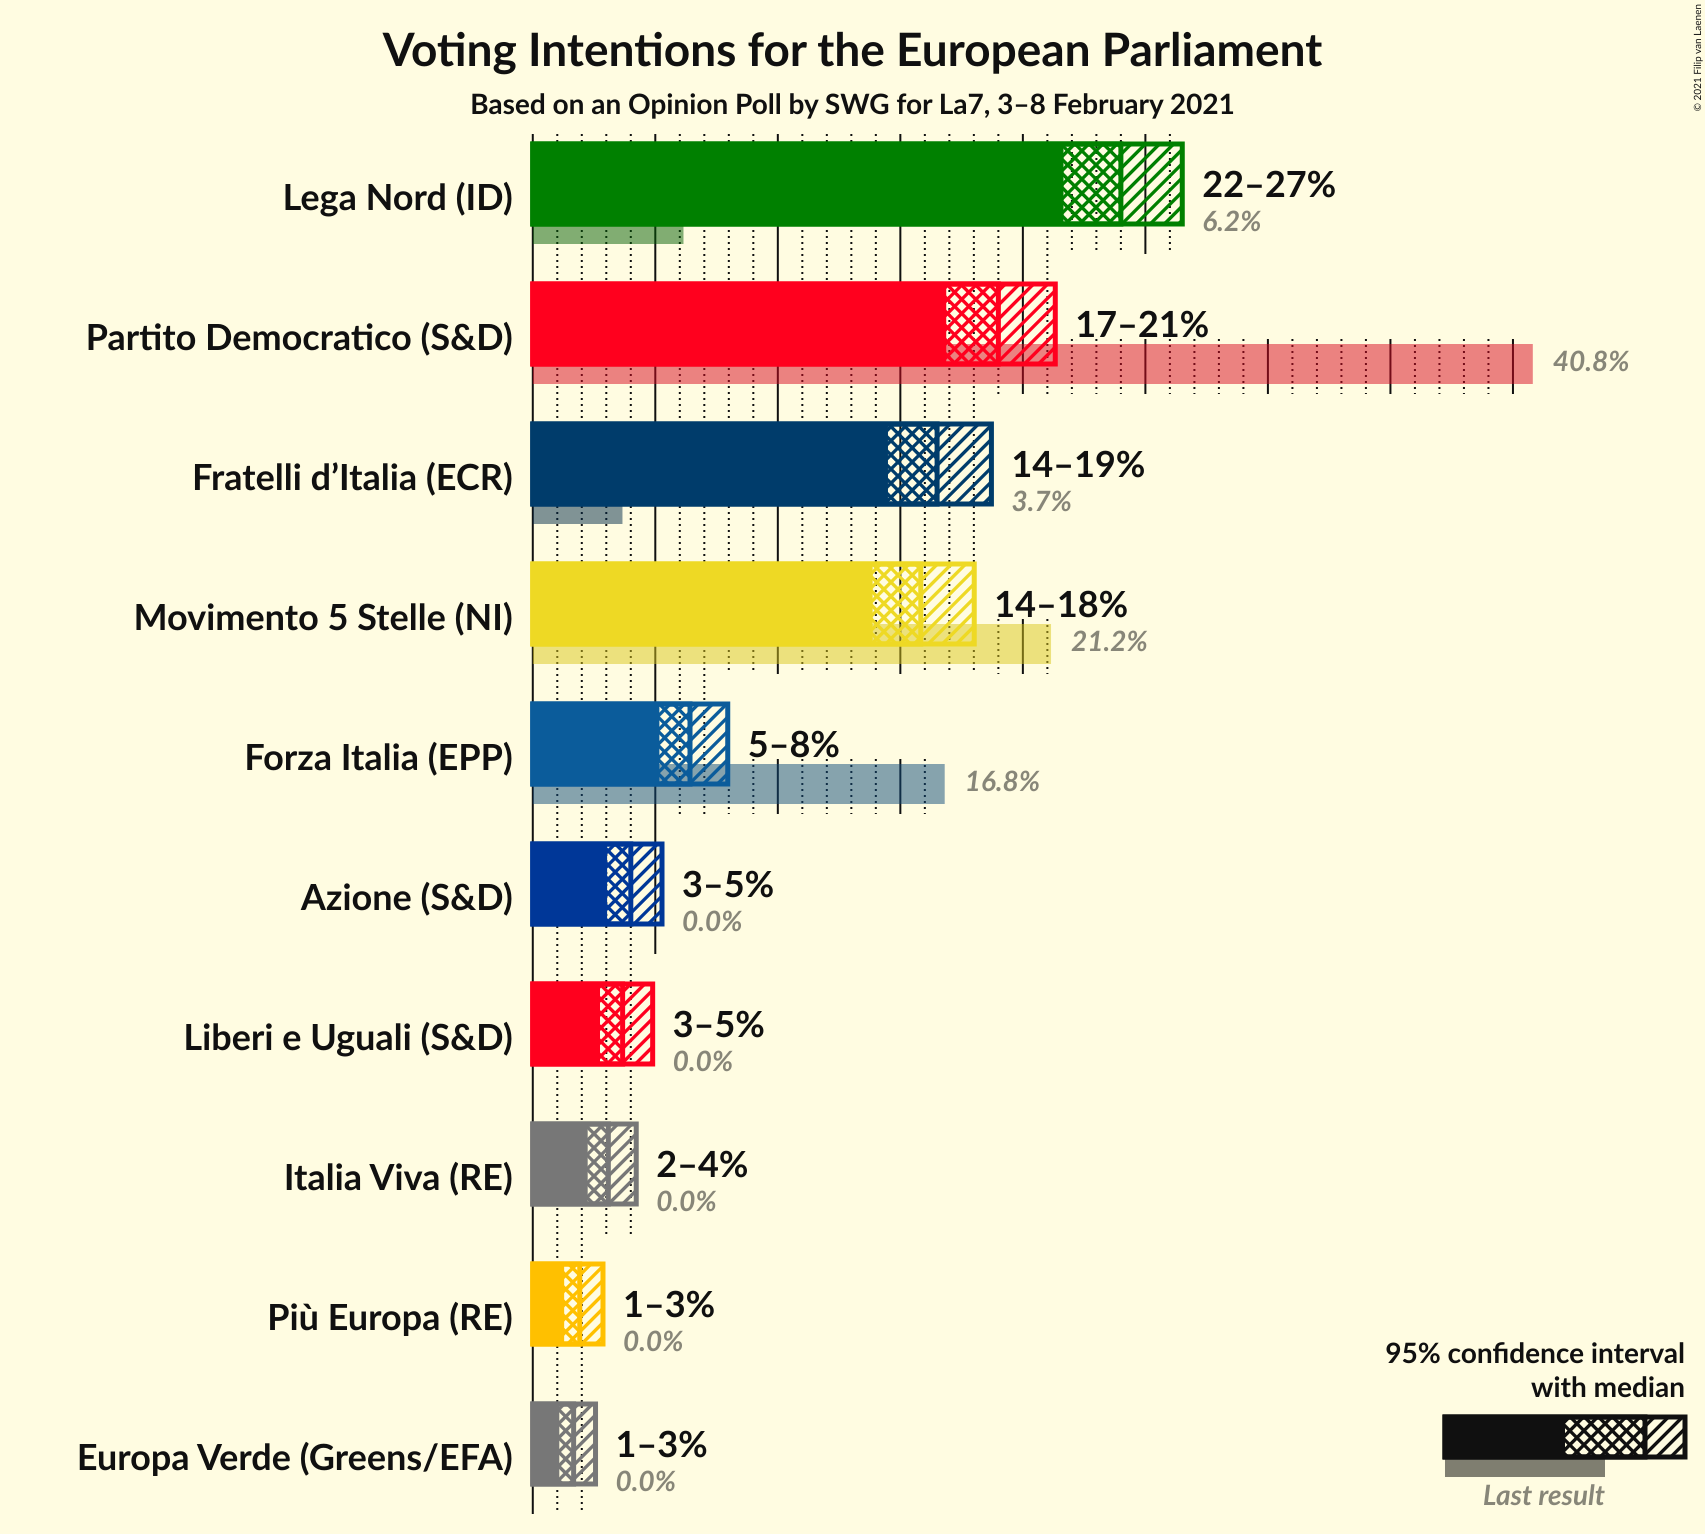 Voting Intentions for the European Parliament
Based on an Opinion Poll by SWG for La7, 3–8 February 2021
© 2021 Filip van Laenen
Lega Nord (ID)
22–27%
6.2%
Partito Democratico (S&D)
17–21%
40.8%
Fratelli d’Italia (ECR)
14–19%
3.7%
Movimento 5 Stelle (NI)
14–18%
21.2%
Forza Italia (EPP)
5–8%
16.8%
Azione (S&D)
3–5%
0.0%
Liberi e Uguali (S&D)
3–5%
0.0%
Italia Viva (RE)
2–4%
0.0%
Più Europa (RE)
1–3%
0.0%
Europa Verde (Greens/EFA)
1–3%
0.0%
95% confidence interval
with median
Last result